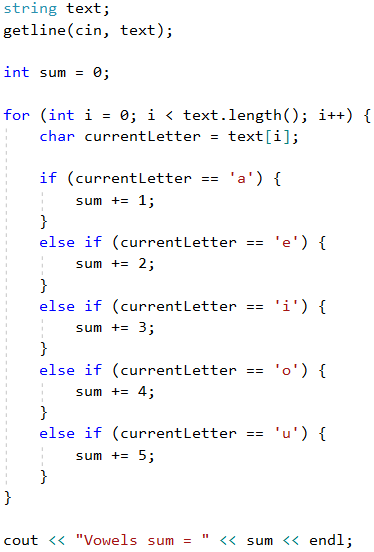 string text;
getline(cin, text);

int sum = 0;

for (int i = 0; i < text.length(); i++) {
    char currentLetter = text[i];

    if (currentLetter == 'a') {
        sum += 1;
    }
    else if (currentLetter == 'e') {
        sum += 2;
    }
    else if (currentLetter == 'i') {
        sum += 3;
    }
    else if (currentLetter == 'o') {
        sum += 4;
    }
    else if (currentLetter == 'u') {
        sum += 5;
    }
}

cout << "Vowels sum = " << sum << endl;